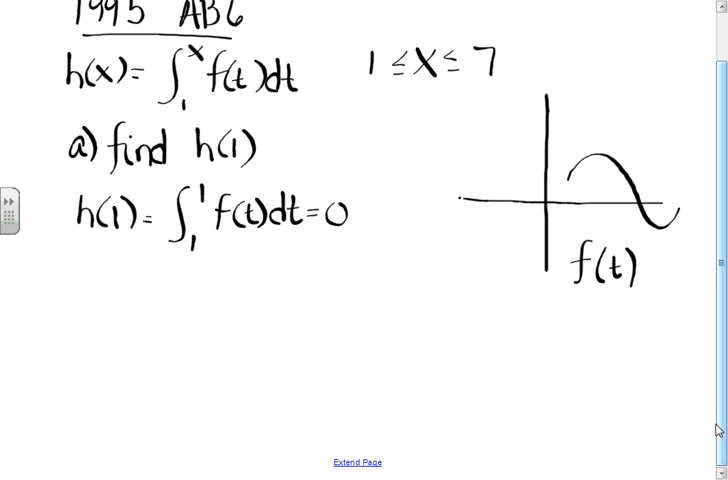 1995 AB6
h(x) = ∫₁ˣ f(t)dt 1 ≤ x ≤ 7
a) find h(1)
h(1) = ∫₁¹ f(t)dt = 0
f(t)
Extend Page